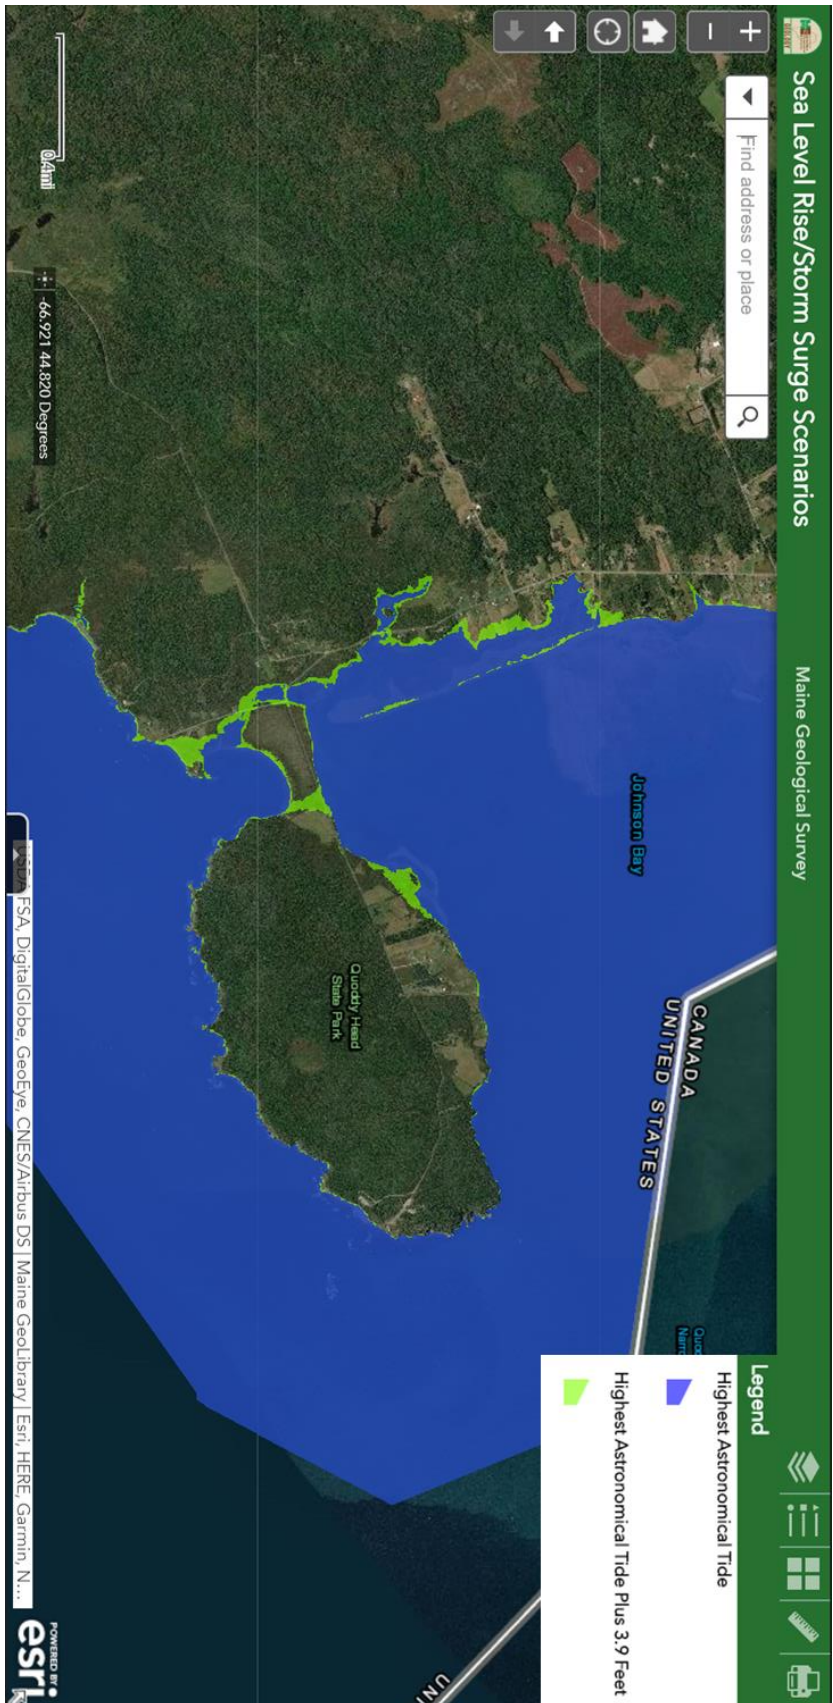 Sea Level Rise/Storm Surge Scenarios
Maine Geological Survey
Find address or place
Legend
Highest Astronomical Tide
Highest Astronomical Tide Plus 3.9 Feet
Johnson Bay
CANADA
UNITED STATES
Quoddy Head
State Park
0.4mi
-66.921 44.820 Degrees
FSA, DigitalGlobe, GeoEye, CNES/Airbus DS | Maine GeoLibrary | Esri, HERE, Garmin, N...
POWERED BY
esri